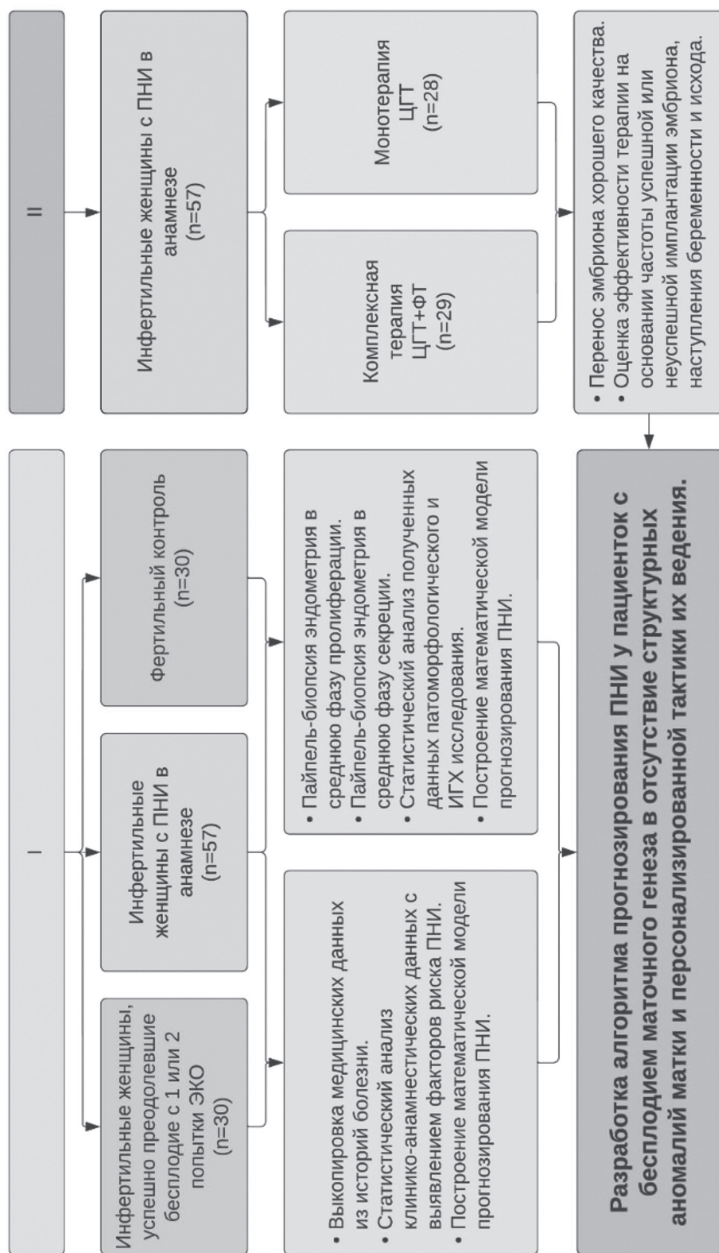 I
II
Инфертильные женщины,
успешно преодолевшие
бесплодие с 1 или 2
попытки ЭКО
(n=30)
Инфертильные
женщины с ПНИ в
анамнезе
(n=57)
Фертильный контроль
(n=30)
Инфертильные женщины с ПНИ в
анамнезе
(n=57)
• Выкопировка медицинских данных
из историй болезни.
• Статистический анализ
клинико-анамнестических данных с
выявлением факторов риска ПНИ.
• Построение математической модели
прогнозирования ПНИ.
• Пайпель-биопсия эндометрия в
среднюю фазу пролиферации.
• Пайпель-биопсия эндометрия в
среднюю фазу секреции.
• Статистический анализ полученных
данных патоморфологического и
ИГХ исследования.
• Построение математической модели
прогнозирования ПНИ.
Комплексная
терапия
ЦГТ+ФТ
(n=29)
Монотерапия
ЦГТ
(n=28)
Разработка алгоритма прогнозирования ПНИ у пациенток с
бесплодием маточного генеза в отсутствие структурных
аномалий матки и персонализированной тактики их ведения.
• Перенос эмбриона хорошего качества.
• Оценка эффективности терапии на
основании частоты успешной или
неуспешной имплантации эмбриона,
наступления беременности и исхода.